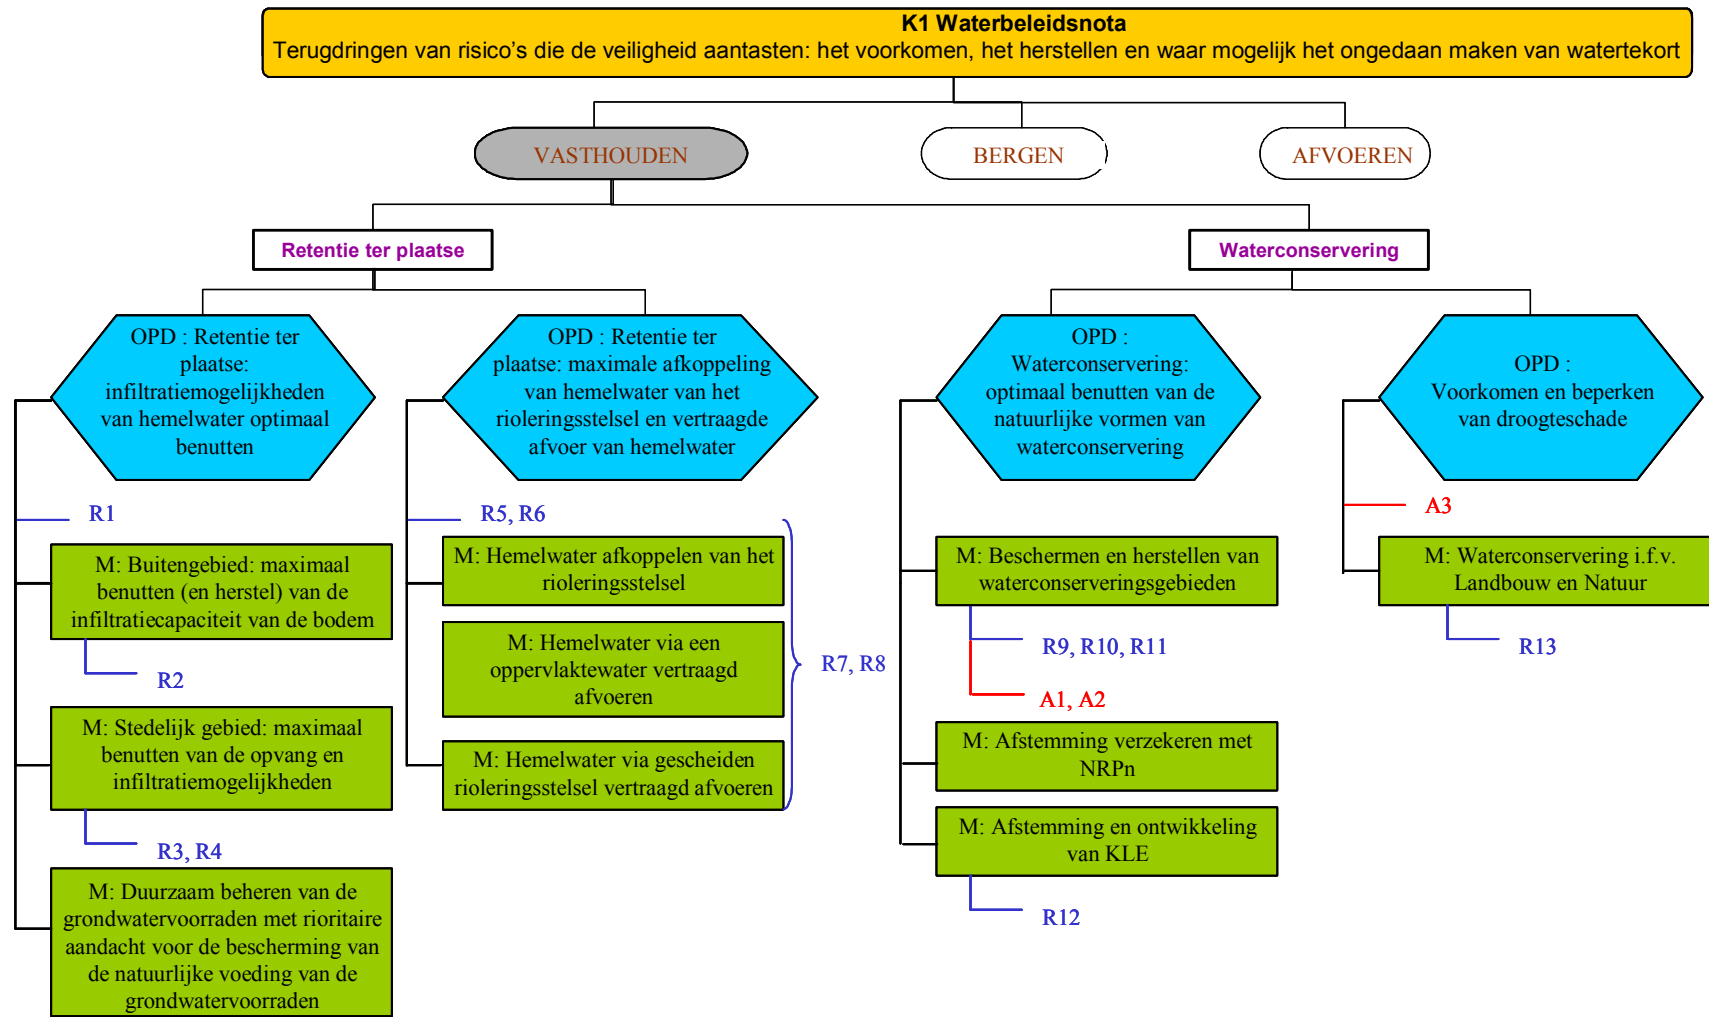 K1 Waterbeleidsnota
Terugdringen van risico’s die de veiligheid aantasten: het voorkomen, het herstellen en waar mogelijk het ongedaan maken van watertekort
VASTHOUDEN
BERGEN
AFVOEREN
Retentie ter plaatse
Waterconservering
OPD : Retentie ter
plaatse:
infiltratiemogelijkheden
van hemelwater optimaal
benutten
OPD : Retentie ter
plaatse: maximale afkoppeling
van hemelwater van het
rioleringsstelsel en vertraagde
afvoer van hemelwater
OPD :
Waterconservering:
optimaal benutten van de
natuurlijke vormen van
waterconservering
OPD :
Voorkomen en beperken
van droogteschade
R1
M: Buitengebied: maximaal
benutten (en herstel) van de
infiltratiecapaciteit van de bodem
R2
M: Stedelijk gebied: maximaal
benutten van de opvang en
infiltratiemogelijkheden
R3, R4
M: Duurzaam beheren van de
grondwatervoorraden met rioritaire
aandacht voor de bescherming van
de natuurlijke voeding van de
grondwatervoorraden
R5, R6
M: Hemelwater afkoppelen van het
rioleringsstelsel
M: Hemelwater via een
oppervlaktewater vertraagd
afvoeren
M: Hemelwater via gescheiden
rioleringsstelsel vertraagd afvoeren
R7, R8
M: Beschermen en herstellen van
waterconserveringsgebieden
R9, R10, R11
A1, A2
M: Afstemming verzekeren met
NRPn
M: Afstemming en ontwikkeling
van KLE
R12
A3
M: Waterconservering i.f.v.
Landbouw en Natuur
R13